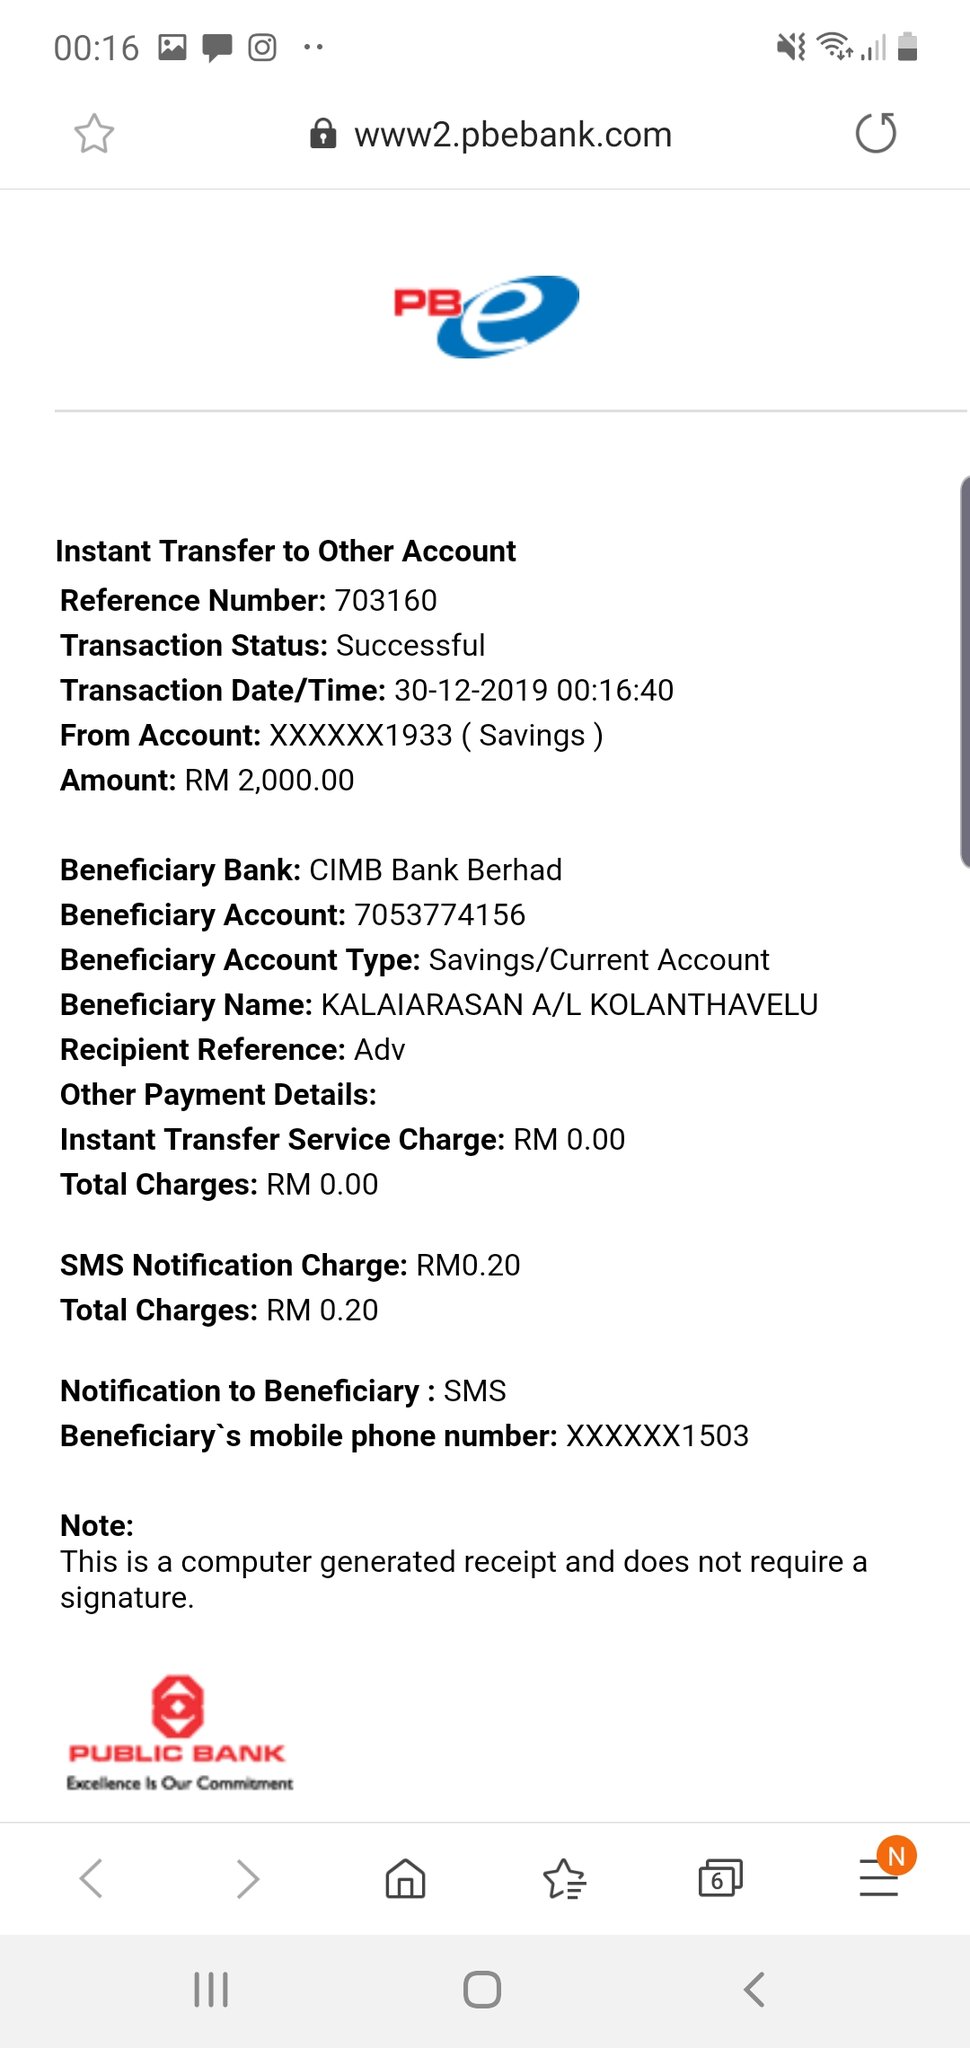 00:16
www2.pbebank.com
PBe
Instant Transfer to Other Account
Reference Number: 703160
Transaction Status: Successful
Transaction Date/Time: 30-12-2019 00:16:40
From Account: XXXXXX1933 ( Savings )
Amount: RM 2,000.00
Beneficiary Bank: CIMB Bank Berhad
Beneficiary Account: 7053774156
Beneficiary Account Type: Savings/Current Account
Beneficiary Name: KALAIARASAN A/L KOLANTHAVELU
Recipient Reference: Adv
Other Payment Details:
Instant Transfer Service Charge: RM 0.00
Total Charges: RM 0.00
SMS Notification Charge: RM0.20
Total Charges: RM 0.20
Notification to Beneficiary : SMS
Beneficiary`s mobile phone number: XXXXXX1503
Note:
This is a computer generated receipt and does not require a
signature.
PUBLIC BANK
Excellence Is Our Commitment
6
N